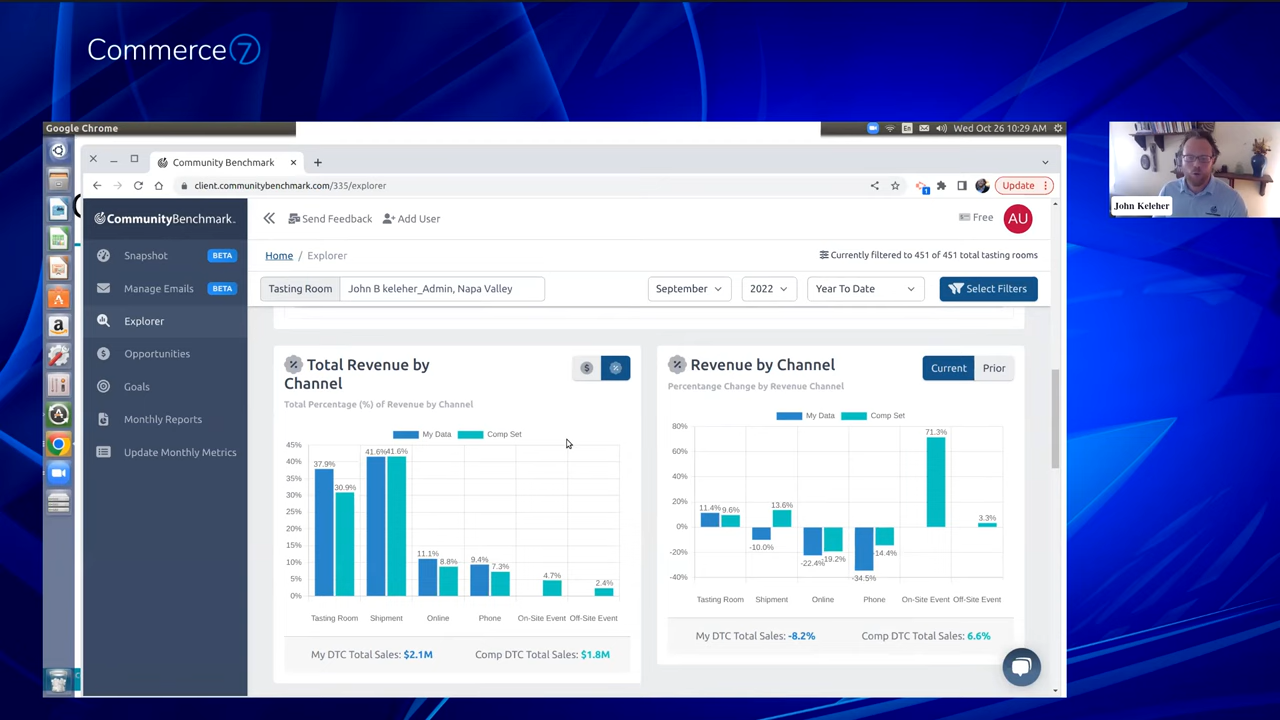 Commerce7
Google Chrome
En
Wed Oct 26 10:29 AM
Community Benchmark
client.communitybenchmark.com/335/explorer
1
Update
CommunityBenchmark
Send Feedback
Add User
Free
AU
Snapshot
BETA
Home / Explorer
Currently filtered to 451 of 451 total tasting rooms
Manage Emails
BETA
Tasting Room
John B keleher_Admin, Napa Valley
September
2022
Year To Date
Select Filters
Explorer
Opportunities
Goals
Monthly Reports
Update Monthly Metrics
Total Revenue by
Channel
$
Total Percentage (%) of Revenue by Channel
My Data
Comp Set
45%
40%
35%
30%
25%
20%
15%
10%
5%
0%
37.9%
30.9%
41.6%
41.6%
11.1%
8.8%
9.4%
7.3%
4.7%
2.4%
Tasting Room
Shipment
Online
Phone
On-Site Event
Off-Site Event
My DTC Total Sales: $2.1M
Comp DTC Total Sales: $1.8M
Revenue by Channel
Current
Prior
Percentange Change by Revenue Channel
My Data
Comp Set
80%
60%
40%
20%
0%
-20%
-40%
11.4%
9.6%
-10.0%
13.6%
-22.4%
-19.2%
-34.5%
-14.4%
71.3%
3.3%
Tasting Room
Shipment
Online
Phone
On-Site Event
Off-Site Event
My DTC Total Sales: -8.2%
Comp DTC Total Sales: 6.6%
John Keleher